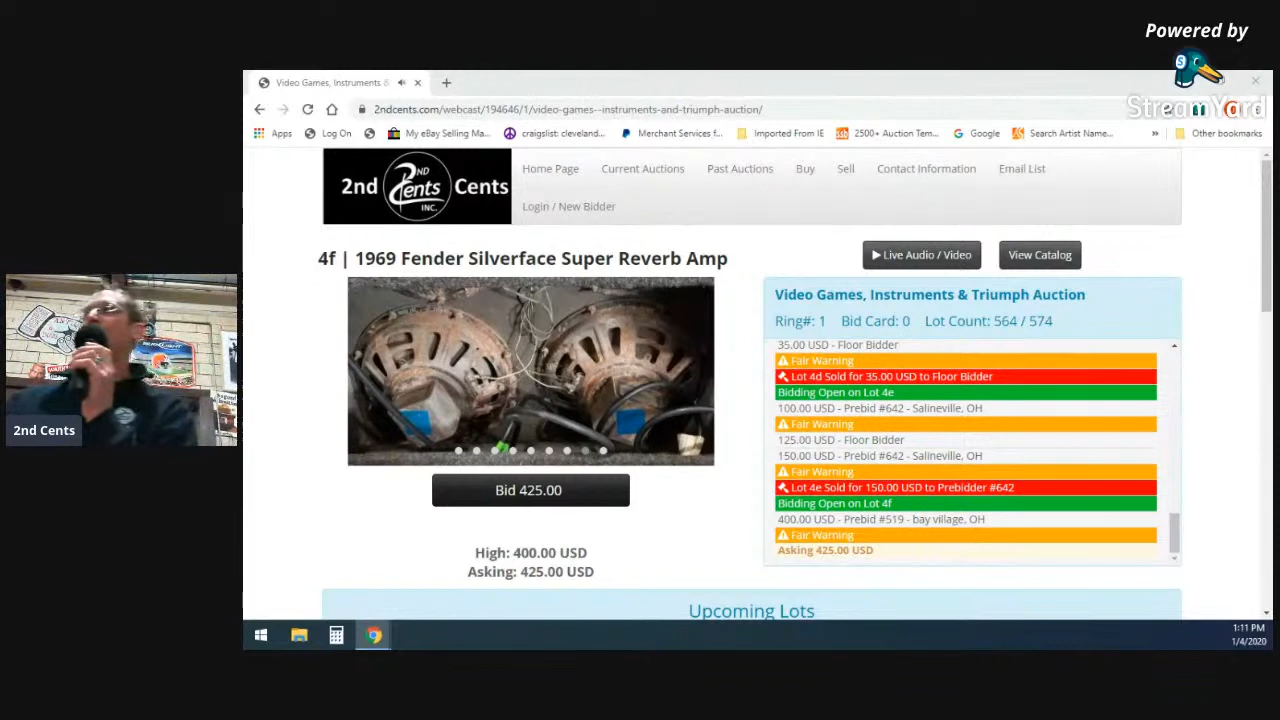 Powered by
StreamYard
Video Games, Instruments &
2ndcents.com/webcast/194646/1/video-games--instruments-and-triumph-auction/
Apps
Log On
My eBay Selling Ma...
craigslist: cleveland...
Merchant Services f...
Imported From IE
2500+ Auction Tem...
Google
Search Artist Name...
»
Other bookmarks
2nd
2ND
Cents
INC.
Cents
Home Page
Current Auctions
Past Auctions
Buy
Sell
Contact Information
Email List
Login / New Bidder
4f | 1969 Fender Silverface Super Reverb Amp
Live Audio / Video
View Catalog
Video Games, Instruments & Triumph Auction
Ring#: 1 Bid Card: 0 Lot Count: 564 / 574
35.00 USD - Floor Bidder
Fair Warning
Lot 4d Sold for 35.00 USD to Floor Bidder
Bidding Open on Lot 4e
100.00 USD - Prebid #642 - Salineville, OH
Fair Warning
125.00 USD - Floor Bidder
150.00 USD - Prebid #642 - Salineville, OH
Fair Warning
Lot 4e Sold for 150.00 USD to Prebidder #642
Bidding Open on Lot 4f
400.00 USD - Prebid #519 - bay village, OH
Fair Warning
Asking 425.00 USD
Bid 425.00
High: 400.00 USD
Asking: 425.00 USD
Upcoming Lots
2nd Cents
1:11 PM
1/4/2020